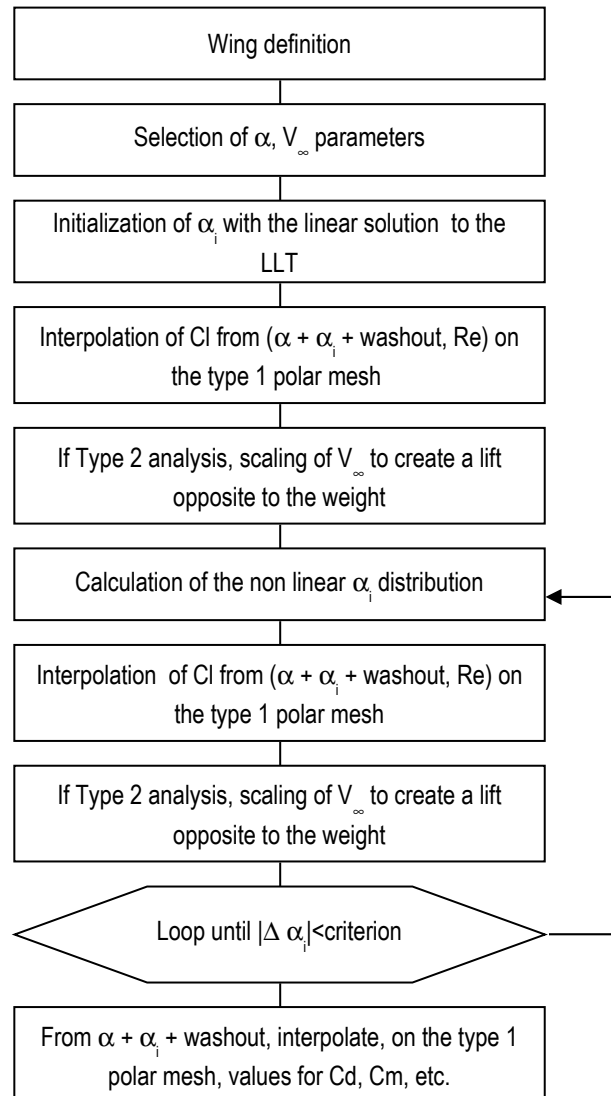 Wing definition
Selection of α, V∞ parameters
Initialization of αi with the linear solution to the
LLT
Interpolation of Cl from (α + αi + washout, Re) on
the type 1 polar mesh
If Type 2 analysis, scaling of V∞ to create a lift
opposite to the weight
Calculation of the non linear αi distribution
Interpolation of Cl from (α + αi + washout, Re) on
the type 1 polar mesh
If Type 2 analysis, scaling of V∞ to create a lift
opposite to the weight
Loop until |Δ αi|<criterion
From α + αi + washout, interpolate, on the type 1
polar mesh, values for Cd, Cm, etc.